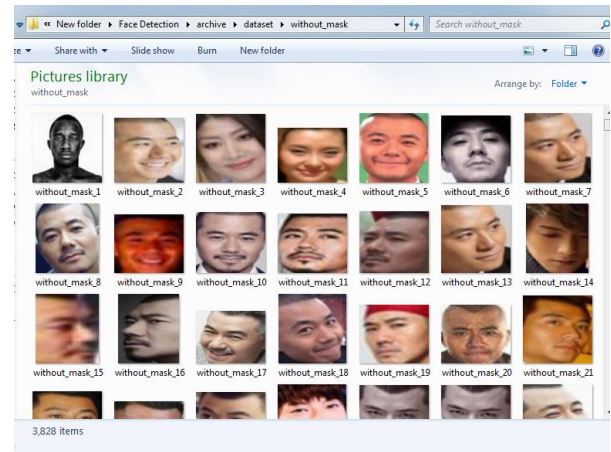 « New folder ▸ Face Detection ▸ archive ▸ dataset ▸ without_mask Search without_mask
Share with Slide show Burn New folder
Pictures library
without_mask
Arrange by: Folder
without_mask_1 without_mask_2 without_mask_3 without_mask_4 without_mask_5 without_mask_6 without_mask_7
without_mask_8 without_mask_9 without_mask_10 without_mask_11 without_mask_12 without_mask_13 without_mask_14
without_mask_15 without_mask_16 without_mask_17 without_mask_18 without_mask_19 without_mask_20 without_mask_21
3,828 items